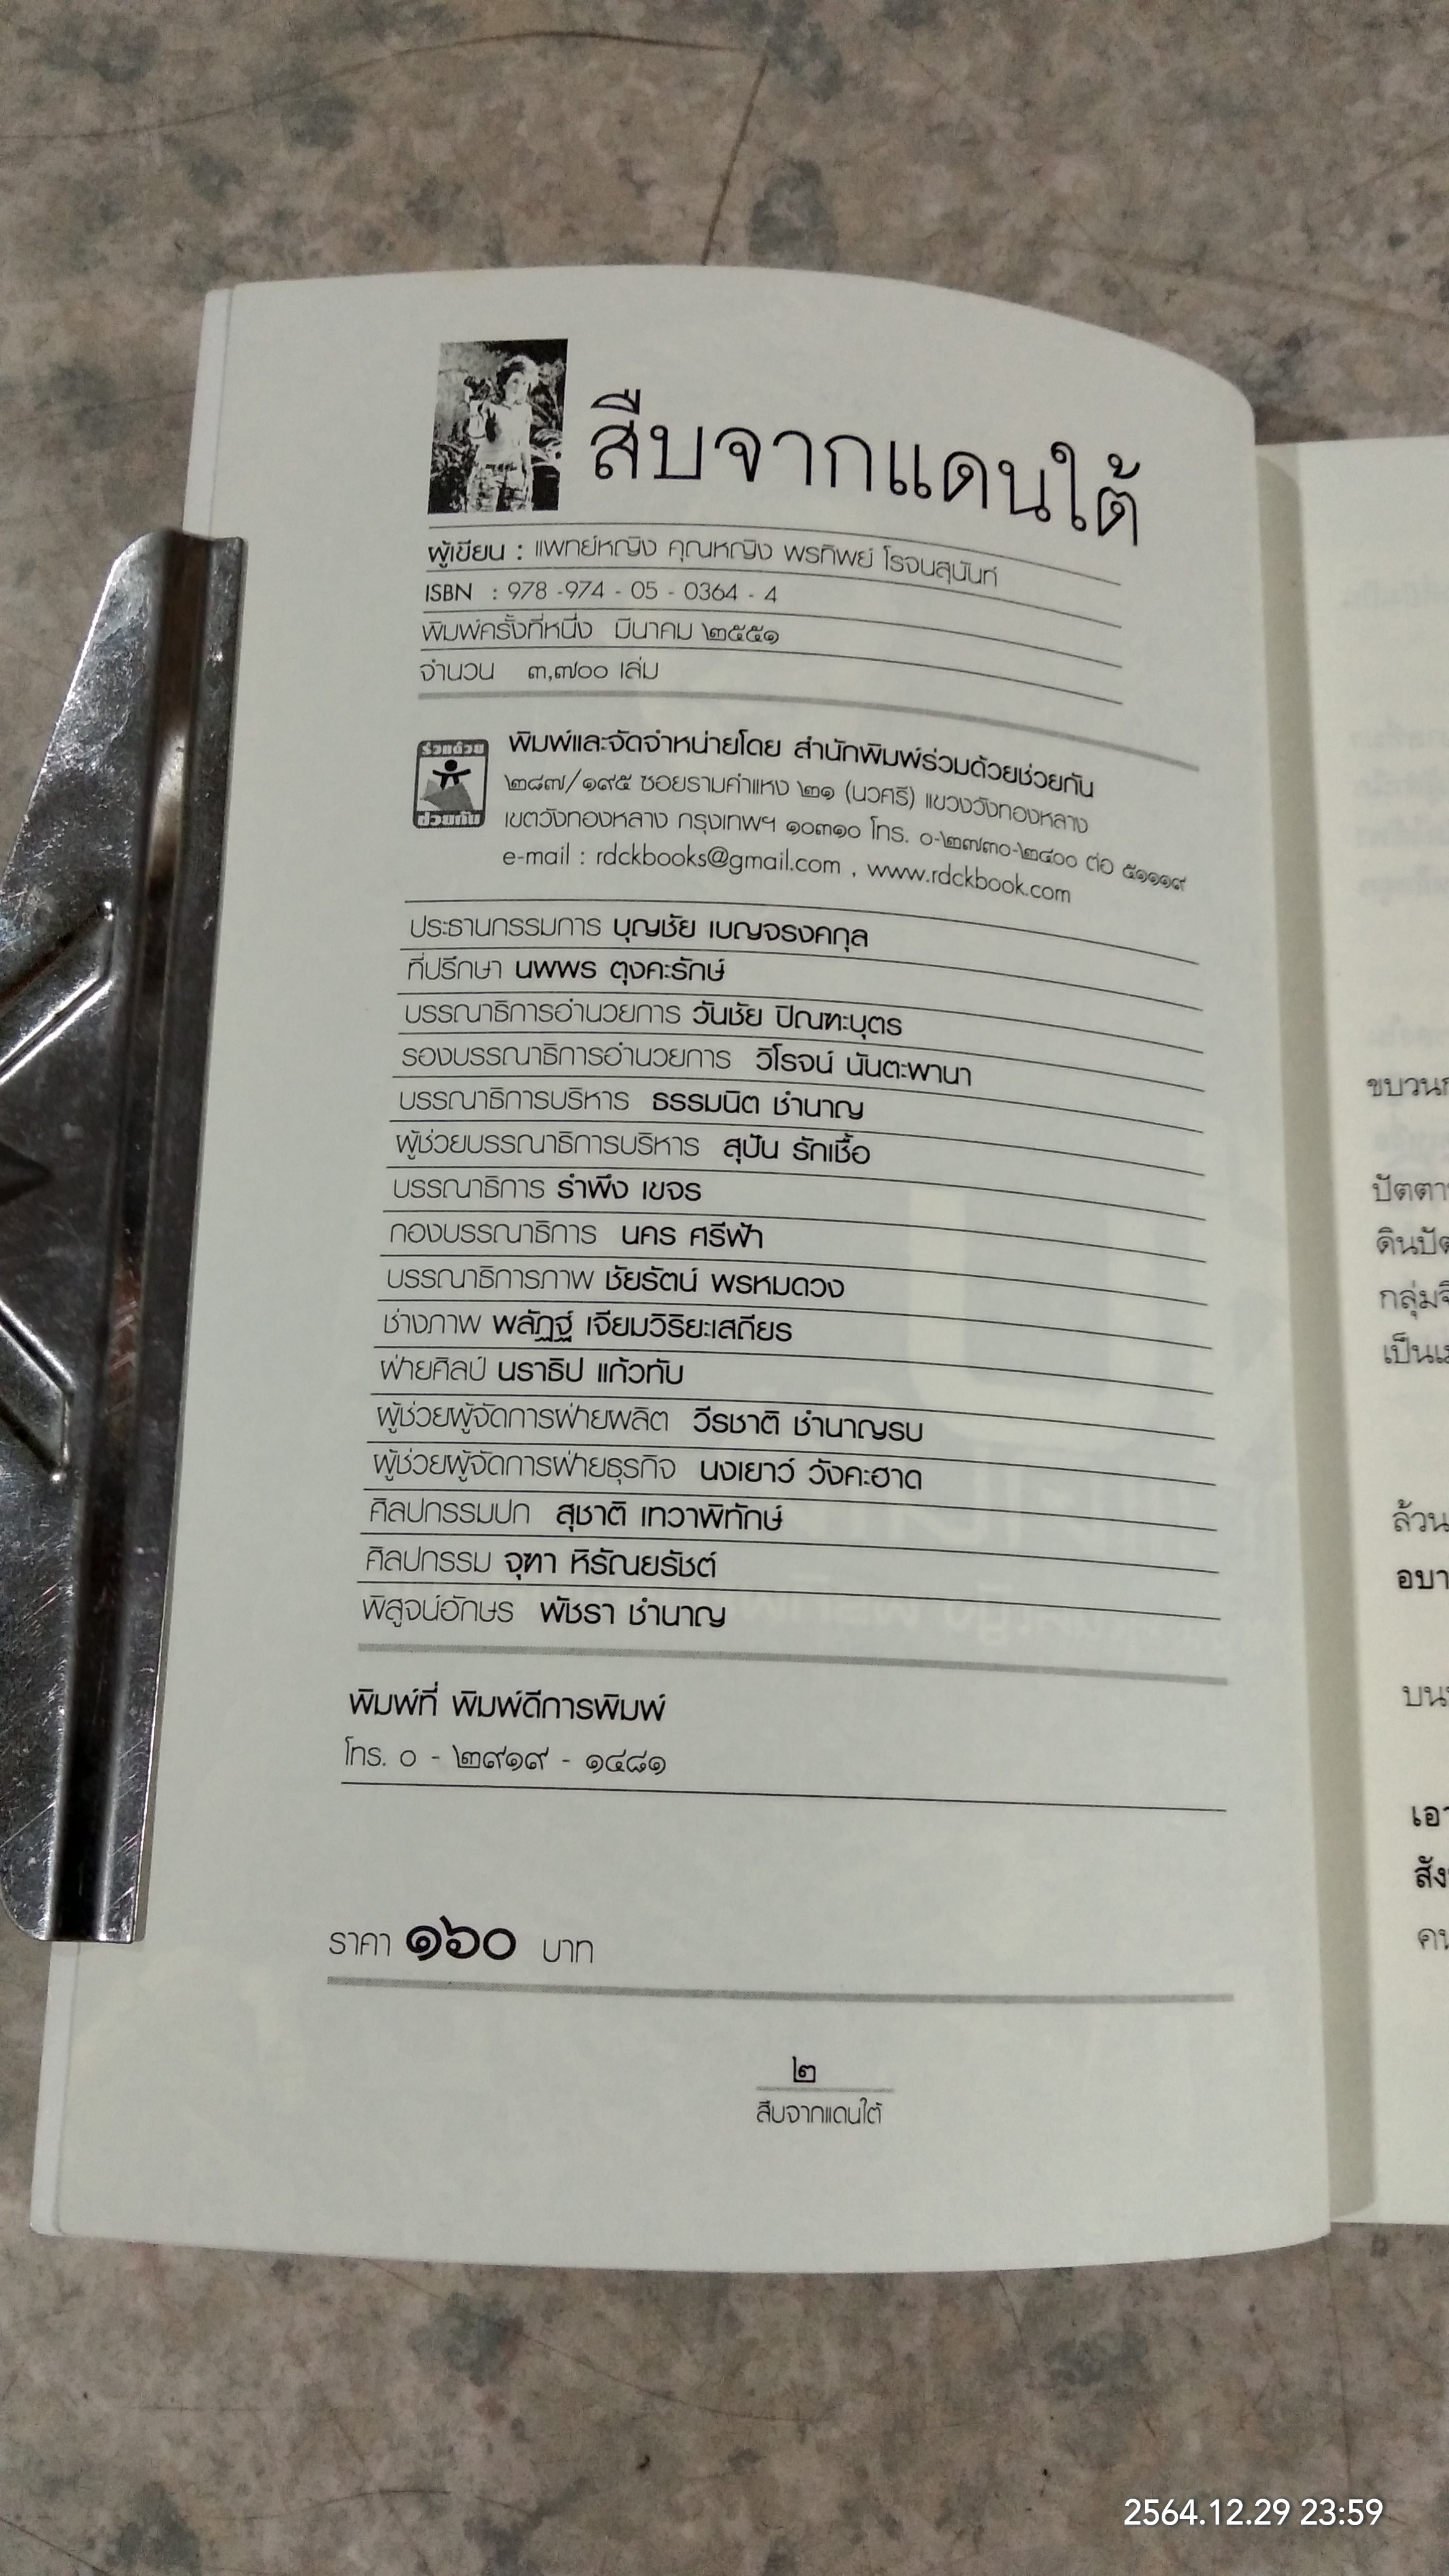 สืบจากแดนใต้
ผู้เขียน : แพทย์หญิง คุณหญิง พรทิพย์ โรจนสุนันท์
ISBN : 978 -974 - 05 - 0364 - 4
พิมพ์ครั้งที่หนึ่ง มีนาคม ๒๕๕๑
จำนวน ๓,๗๐๐ เล่ม
ร่วมด้วย
ช่วยกัน
พิมพ์และจัดจำหน่ายโดย สำนักพิมพ์ร่วมด้วยช่วยกัน
๒๘๗/๑๙๕ ซอยรามคำแหง ๒๑ (นวศรี) แขวงวังทองหลาง
เขตวังทองหลาง กรุงเทพฯ ๑๐๓๑๐ โทร. ๐-๒๗๓๐-๒๔๐๐ ต่อ ๕๑๑๑๙
e-mail : rdckbooks@gmail.com , www.rdckbook.com
ประธานกรรมการ บุญชัย เบญจรงคกุล
ที่ปรึกษา นพพร ตุงคะรักษ์
บรรณาธิการอำนวยการ วันชัย ปิณฑะบุตร
รองบรรณาธิการอำนวยการ วิโรจน์ นันตะพานา
บรรณาธิการบริหาร ธรรมนิต ชำนาญ
ผู้ช่วยบรรณาธิการบริหาร สุปัน รักเชื้อ
บรรณาธิการ รำพึง เขจร
กองบรรณาธิการ นคร ศรีฟ้า
บรรณาธิการภาพ ชัยรัตน์ พรหมดวง
ช่างภาพ พลัฏฐ์ เจียมวิริยะเสถียร
ฝ่ายศิลป์ นราธิป แก้วทับ
ผู้ช่วยผู้จัดการฝ่ายผลิต วีรชาติ ชำนาญรบ
ผู้ช่วยผู้จัดการฝ่ายธุรกิจ นงเยาว์ วังคะฮาด
ศิลปกรรมปก สุชาติ เทวาพิทักษ์
ศิลปกรรม จุฑา หิรัณยรัชต์
พิสูจน์อักษร พัชรา ชำนาญ
พิมพ์ที่ พิมพ์ดีการพิมพ์
โทร. ๐ - ๒๙๑๙ - ๑๔๘๑
ราคา ๑๖๐ บาท
๒
สืบจากแดนใต้
ล้วน
2564.12.29 23:59